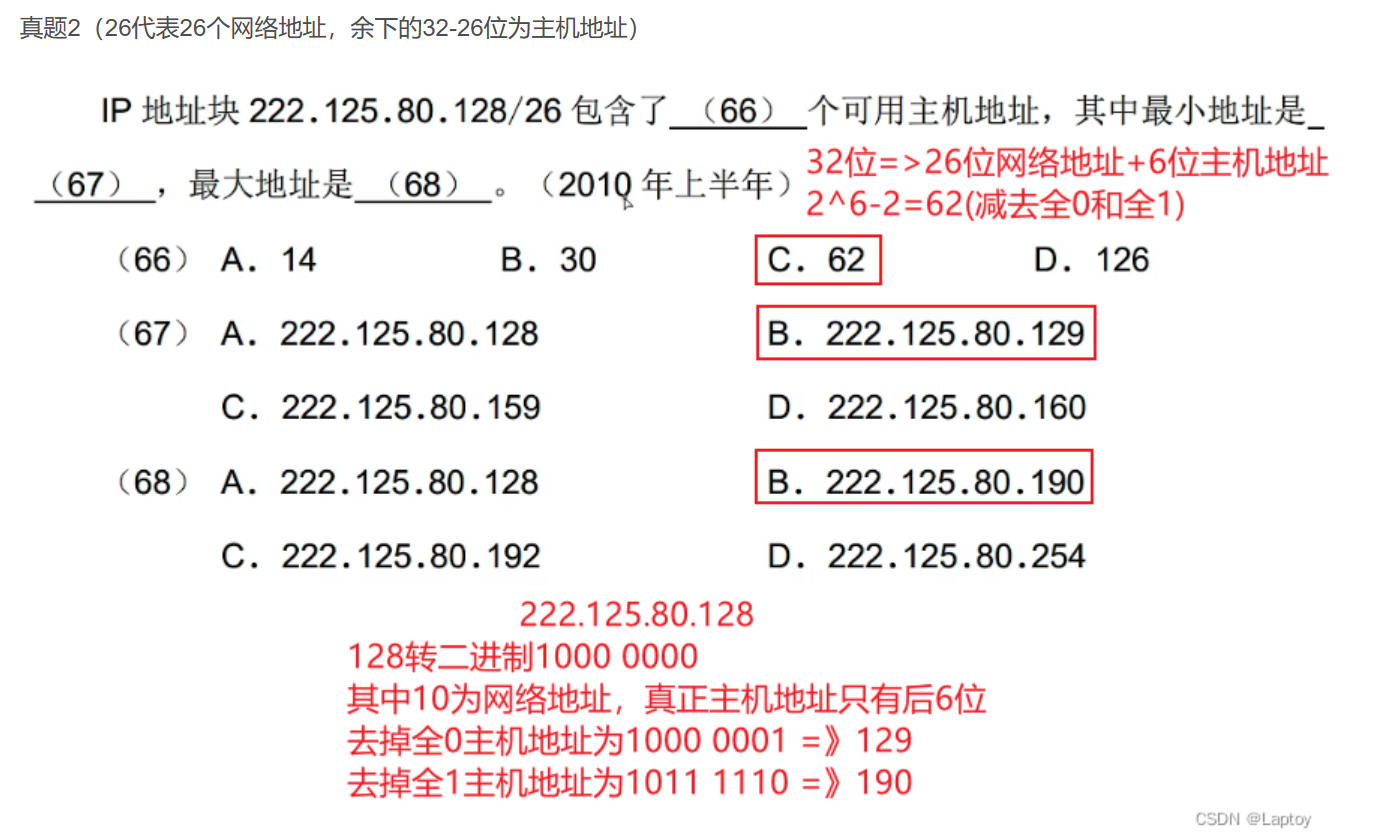 真题2（26代表26个网络地址，余下的32-26位为主机地址）
IP 地址块 222.125.80.128/26 包含了 （66） 个可用主机地址，其中最小地址是
（67） ，最大地址是 （68） 。（2010 年上半年）
32位=>26位网络地址+6位主机地址
2^6-2=62(减去全0和全1)
（66） A. 14 B. 30 C. 62 D. 126
（67） A. 222.125.80.128 B. 222.125.80.129
C. 222.125.80.159 D. 222.125.80.160
（68） A. 222.125.80.128 B. 222.125.80.190
C. 222.125.80.192 D. 222.125.80.254
222.125.80.128
128转二进制1000 0000
其中10为网络地址，真正主机地址只有后6位
去掉全0主机地址为1000 0001 =》129
去掉全1主机地址为1011 1110 =》190
CSDN @Laptoy